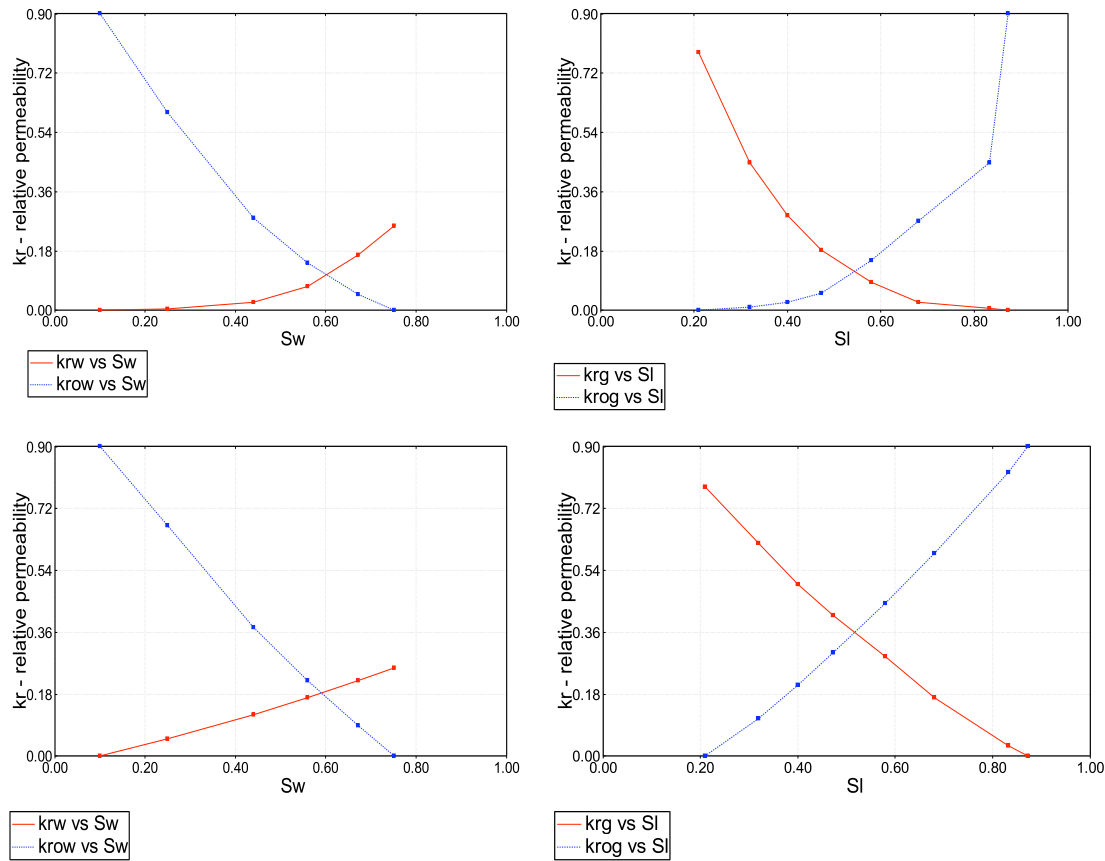 0.90
0.72
0.54
0.36
0.18
0.00
kr - relative permeability
0.00 0.20 0.40 0.60 0.80 1.00
Sw
krw vs Sw
krow vs Sw
0.90
0.72
0.54
0.36
0.18
0.00
kr - relative permeability
0.00 0.20 0.40 0.60 0.80 1.00
Sl
krg vs Sl
krog vs Sl
0.90
0.72
0.54
0.36
0.18
0.00
kr - relative permeability
0.00 0.20 0.40 0.60 0.80 1.00
Sw
krw vs Sw
krow vs Sw
0.90
0.72
0.54
0.36
0.18
0.00
kr - relative permeability
0.00 0.20 0.40 0.60 0.80 1.00
Sl
krg vs Sl
krog vs Sl